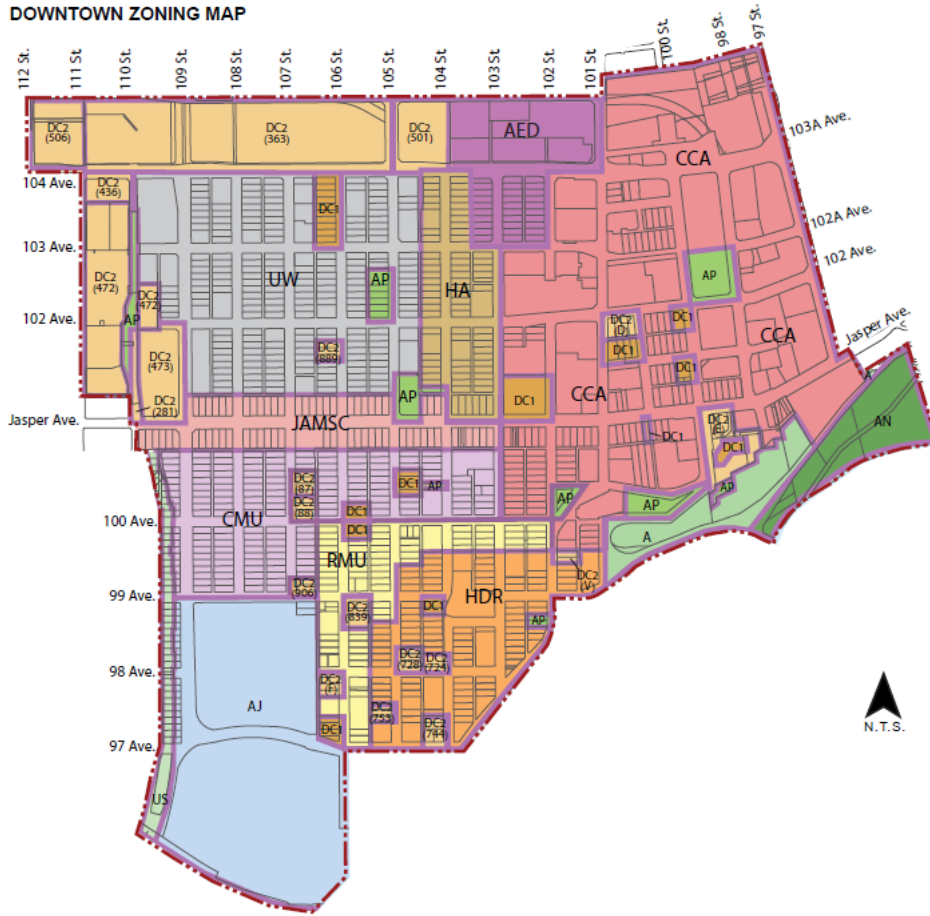 DOWNTOWN ZONING MAP
112 St.
111 St.
110 St.
109 St.
108 St.
107 St.
106 St.
105 St.
104 St.
103 St.
102 St.
101 St
100 St.
98 St.
97 St.
DC2
(506)
DC2
(363)
DC2
(501)
AED
CCA
103A Ave.
104 Ave.
DC2
(436)
DC1
103 Ave.
102A Ave.
102 Ave.
DC2
(472)
UW
AP
HA
AP
DC2
(472)
102 Ave.
AP
DC2
(473)
DC2
(889)
DC2
(D)
DC1
DC1
CCA
Jasper Ave.
DC1
A
AP
DC1
CCA
DC2
(281)
Jasper Ave.
JAMSC
DC1
DC2
(E)
DC1
AN
DC2
(87)
DC2
(88)
DC1
AP
AP
AP
AP
100 Ave.
CMU
DC1
DC1
A
RMU
DC2
(906)
DC2
(V)
99 Ave.
HDR
DC2
(839)
DC1
AP
98 Ave.
DC2
(728)
DC2
(724)
DC2
(F)
AJ
DC2
(753)
DC2
(744)
DC1
97 Ave.
N.T.S.
US